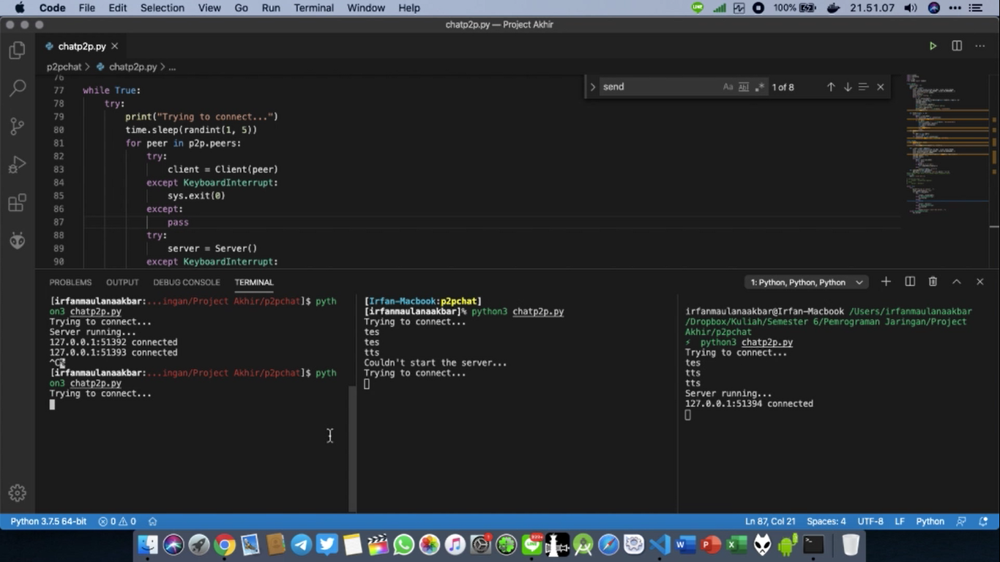 Code File Edit Selection View Go Run Terminal Window Help 100% 21.51.07
chatp2p.py — Project Akhir
chatp2p.py
p2pchat > chatp2p.py > ...
send Aa Abl .* 1 of 8
76
77 while True:
78 try:
79 print("Trying to connect...")
80 time.sleep(randint(1, 5))
81 for peer in p2p.peers:
82 try:
83 client = Client(peer)
84 except KeyboardInterrupt:
85 sys.exit(0)
86 except:
87 pass
88 try:
89 server = Server()
90 except KeyboardInterrupt:
PROBLEMS OUTPUT DEBUG CONSOLE TERMINAL 1: Python, Python, Python
[irfanmaulanaakbar:...ingan/Project Akhir/p2pchat]$ pyth
on3 chatp2p.py
Trying to connect...
Server running...
127.0.0.1:51392 connected
127.0.0.1:51393 connected
[irfanmaulanaakbar:...ingan/Project Akhir/p2pchat]$ pyth
on3 chatp2p.py
Trying to connect...
[Irfan-Macbook:p2pchat]
[irfanmaulanaakbar]% python3 chatp2p.py
Trying to connect...
tes
tes
tts
Couldn't start the server...
Trying to connect...
irfanmaulanaakbar@Irfan-Macbook /Users/irfanmaulanaakbar
/Dropbox/Kuliah/Semester 6/Pemrograman Jaringan/Project
Akhir/p2pchat
⚡ python3 chatp2p.py
Trying to connect...
tes
tts
tts
Server running...
127.0.0.1:51394 connected
Python 3.7.5 64-bit 0 0 Ln 87, Col 21 Spaces: 4 UTF-8 LF Python